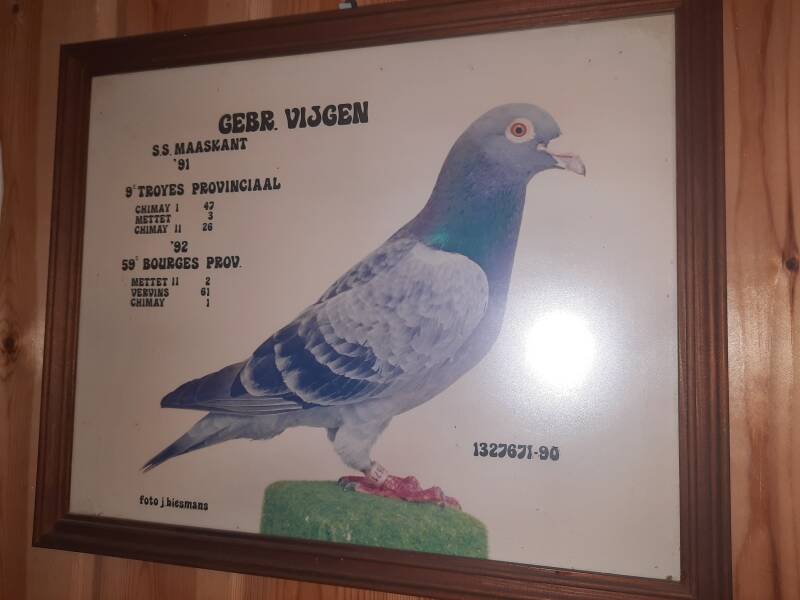 GEBR. VIJGEN
S.S. MAASKANT
'91
9E TROYES PROVINCIAAL
CHIMAY I 47
METTET 3
CHIMAY II 26
'92
59E BOURGES PROV.
METTET II 2
VERVINS 61
CHIMAY 1
1327671-90
foto j.biesmans